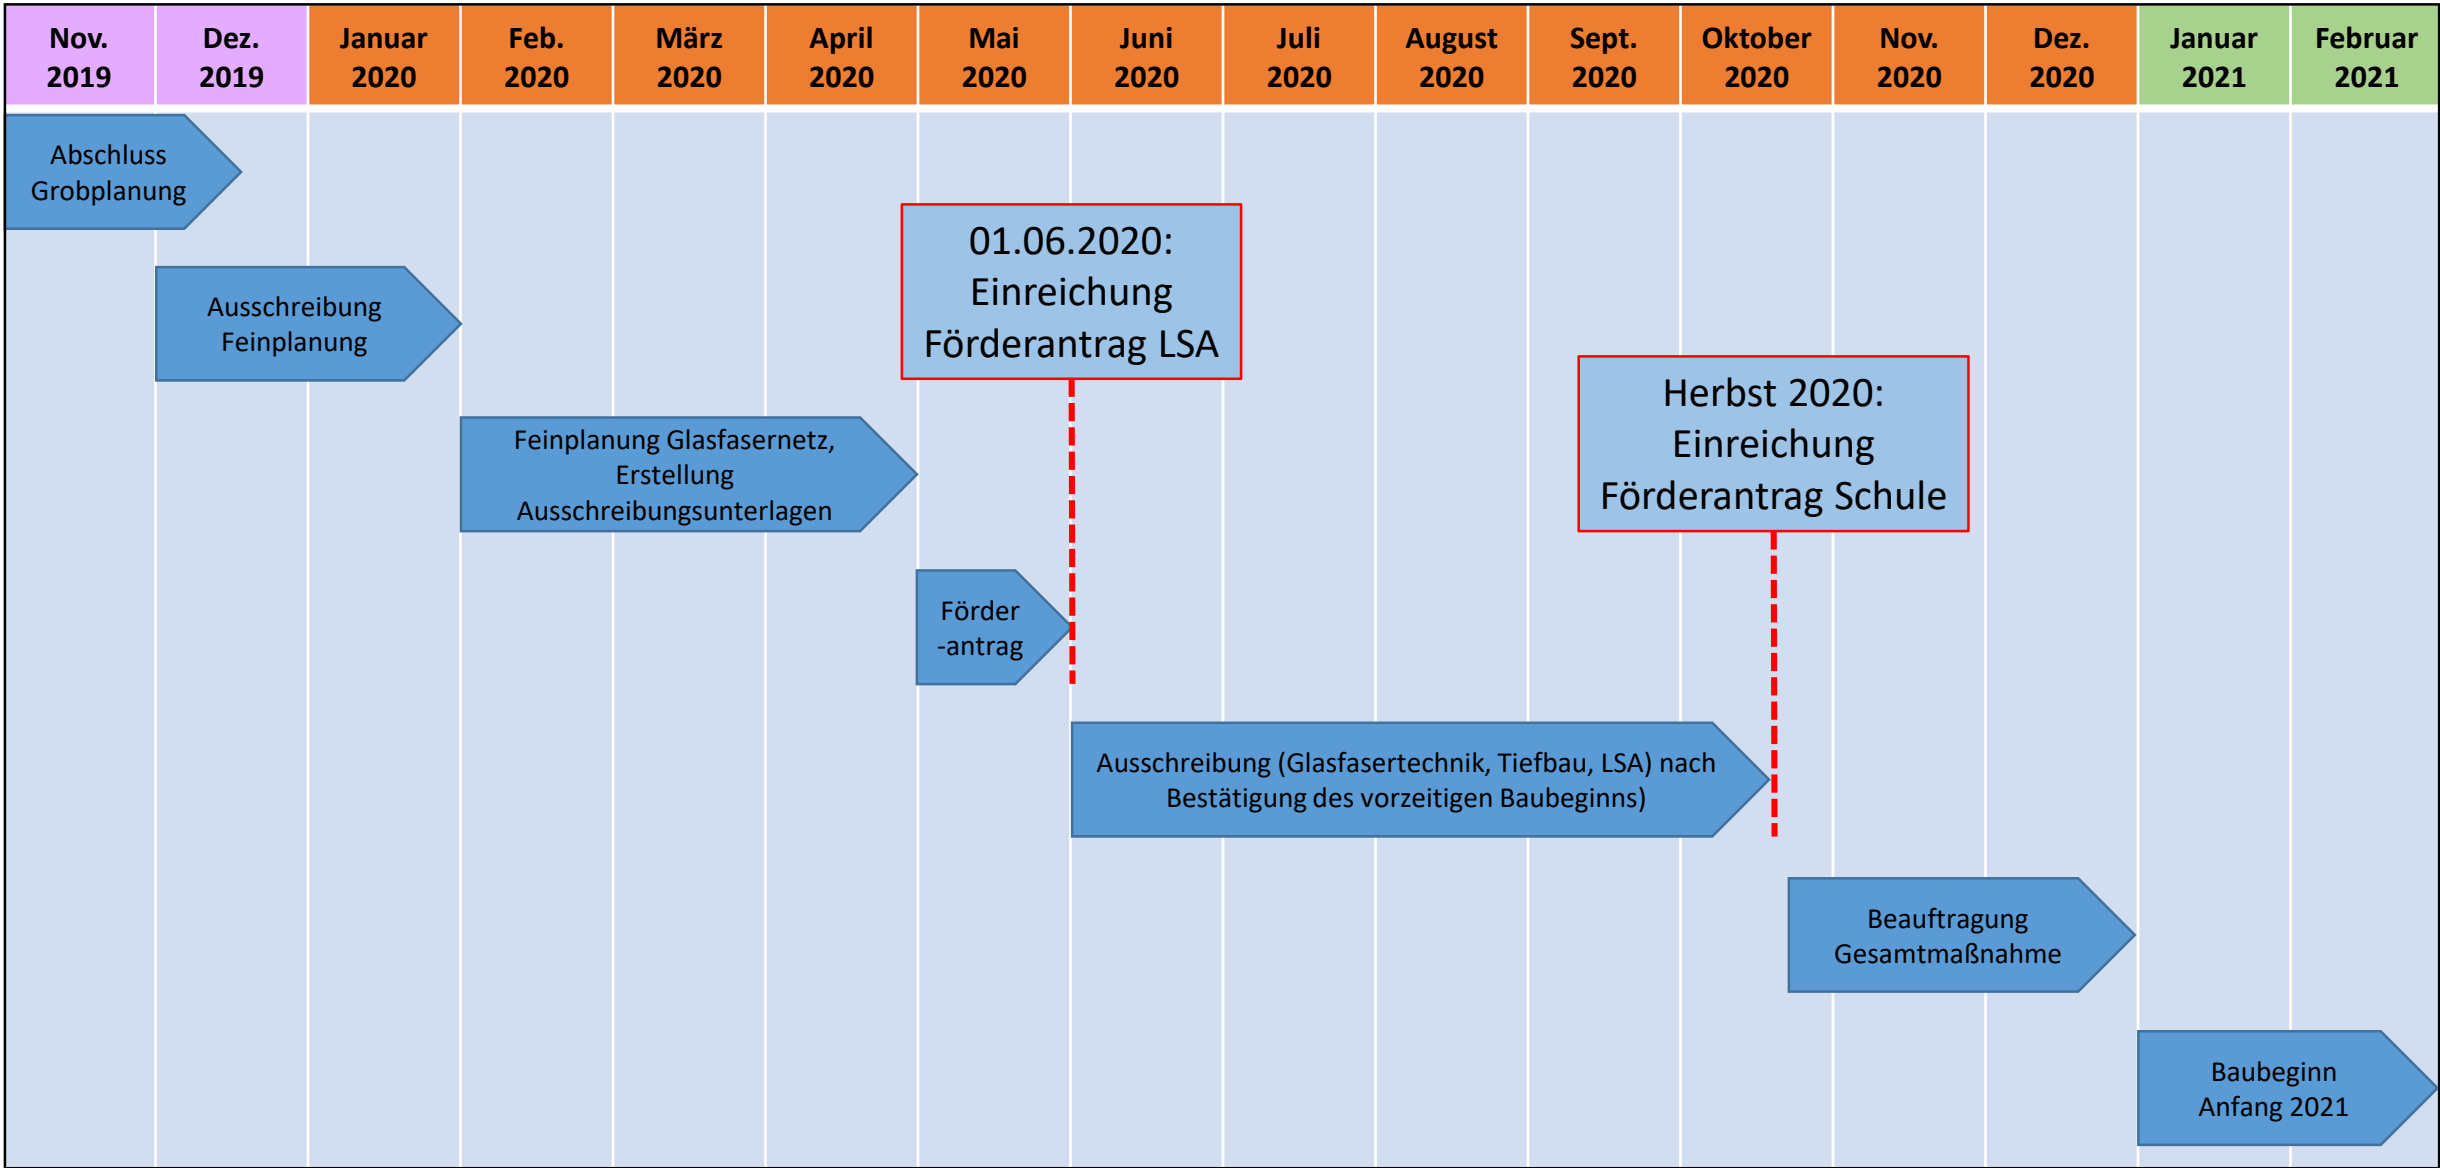 Nov.
2019
Dez.
2019
Januar
2020
Feb.
2020
März
2020
April
2020
Mai
2020
Juni
2020
Juli
2020
August
2020
Sept.
2020
Oktober
2020
Nov.
2020
Dez.
2020
Januar
2021
Februar
2021
Abschluss
Grobplanung
Ausschreibung
Feinplanung
01.06.2020:
Einreichung
Förderantrag LSA
Herbst 2020:
Einreichung
Förderantrag Schule
Feinplanung Glasfasernetz,
Erstellung
Ausschreibungsunterlagen
Förder
-antrag
Ausschreibung (Glasfasertechnik, Tiefbau, LSA) nach
Bestätigung des vorzeitigen Baubeginns)
Beauftragung
Gesamtmaßnahme
Baubeginn
Anfang 2021